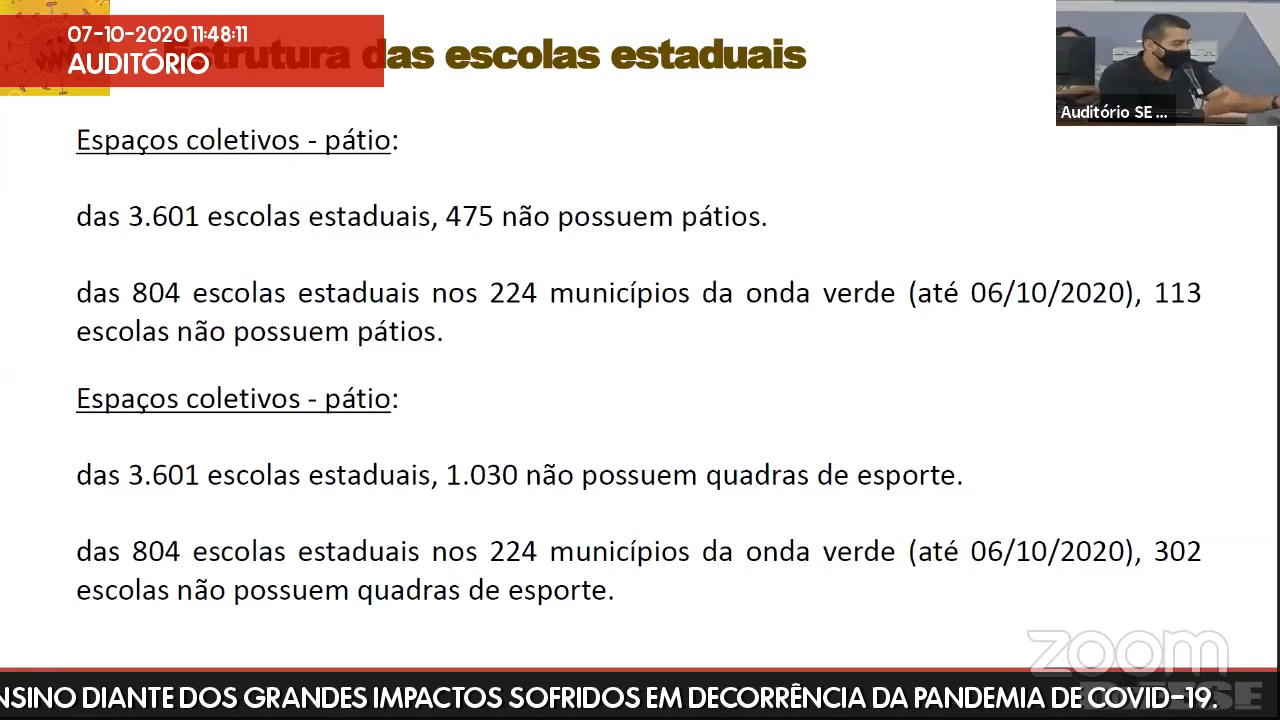 07-10-2020 11:48:11
AUDITÓRIO
Estrutura das escolas estaduais
Auditório SE ...
Espaços coletivos - pátio:
das 3.601 escolas estaduais, 475 não possuem pátios.
das 804 escolas estaduais nos 224 municípios da onda verde (até 06/10/2020), 113
escolas não possuem pátios.
Espaços coletivos - pátio:
das 3.601 escolas estaduais, 1.030 não possuem quadras de esporte.
das 804 escolas estaduais nos 224 municípios da onda verde (até 06/10/2020), 302
escolas não possuem quadras de esporte.
zoom
NSINO DIANTE DOS GRANDES IMPACTOS SOFRIDOS EM DECORRÊNCIA DA PANDEMIA DE COVID-19.